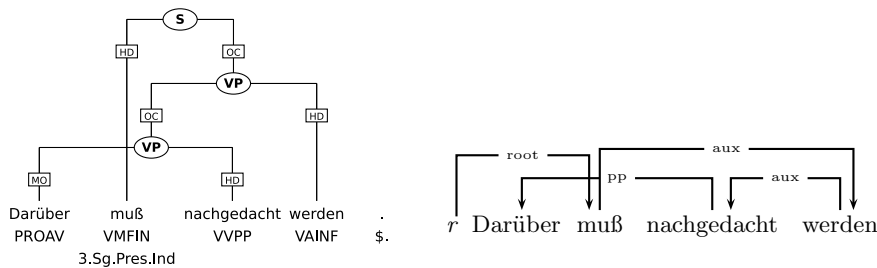 S
HD OC
VP
OC HD
VP
MO HD
Darüber muß nachgedacht werden .
PROAV VMFIN VVPP VAINF $.
3.Sg.Pres.Ind
root aux
pp aux
r Darüber muß nachgedacht werden